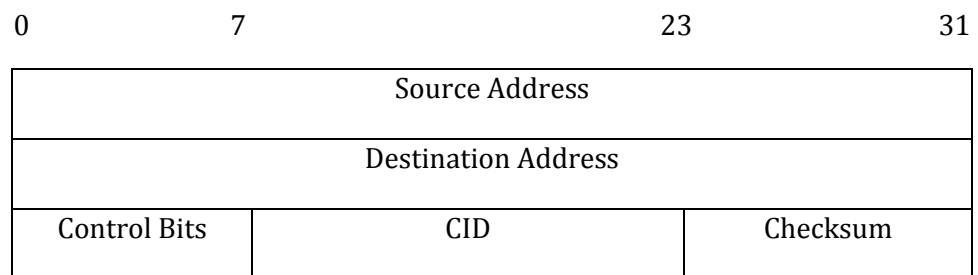 0 7 23 31
Source Address
Destination Address
Control Bits CID Checksum